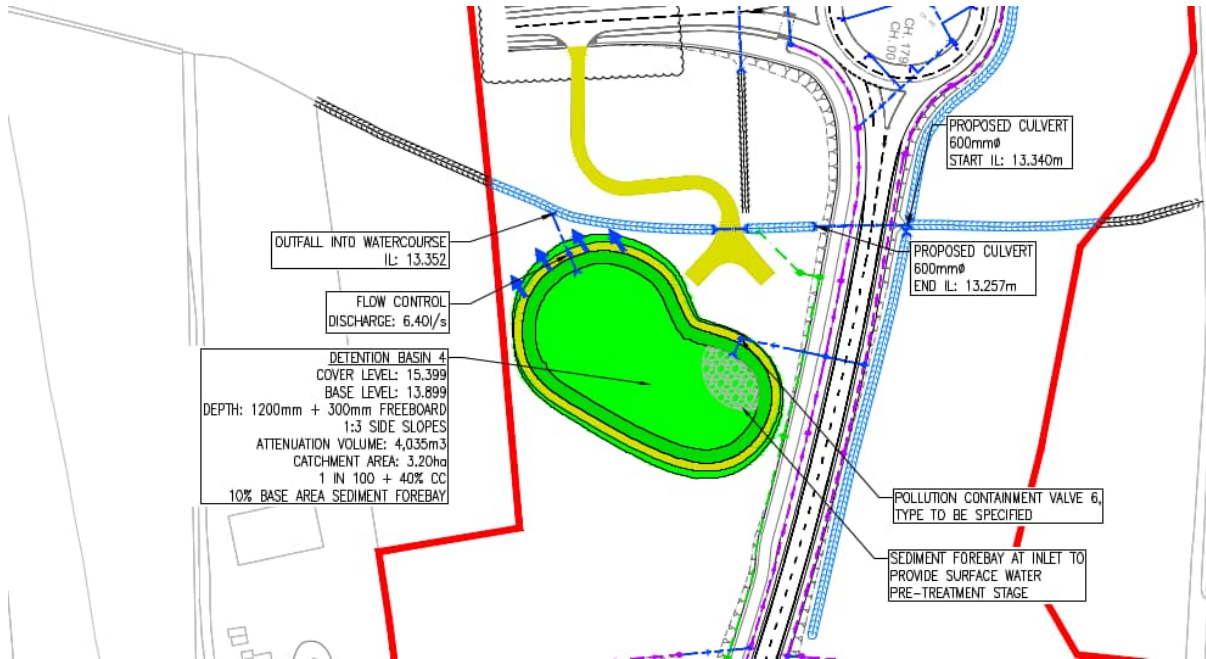 CH. 179
CH. 00
PROPOSED CULVERT
600mmø
START IL: 13.340m
OUTFALL INTO WATERCOURSE
IL: 13.352
PROPOSED CULVERT
600mmø
END IL: 13.257m
FLOW CONTROL
DISCHARGE: 6.40l/s
DETENTION BASIN 4
COVER LEVEL: 15.399
BASE LEVEL: 13.899
DEPTH: 1200mm + 300mm FREEBOARD
1:3 SIDE SLOPES
ATTENUATION VOLUME: 4,035m3
CATCHMENT AREA: 3.20ha
1 IN 100 + 40% CC
10% BASE AREA SEDIMENT FOREBAY
POLLUTION CONTAINMENT VALVE 6,
TYPE TO BE SPECIFIED
SEDIMENT FOREBAY AT INLET TO
PROVIDE SURFACE WATER
PRE-TREATMENT STAGE